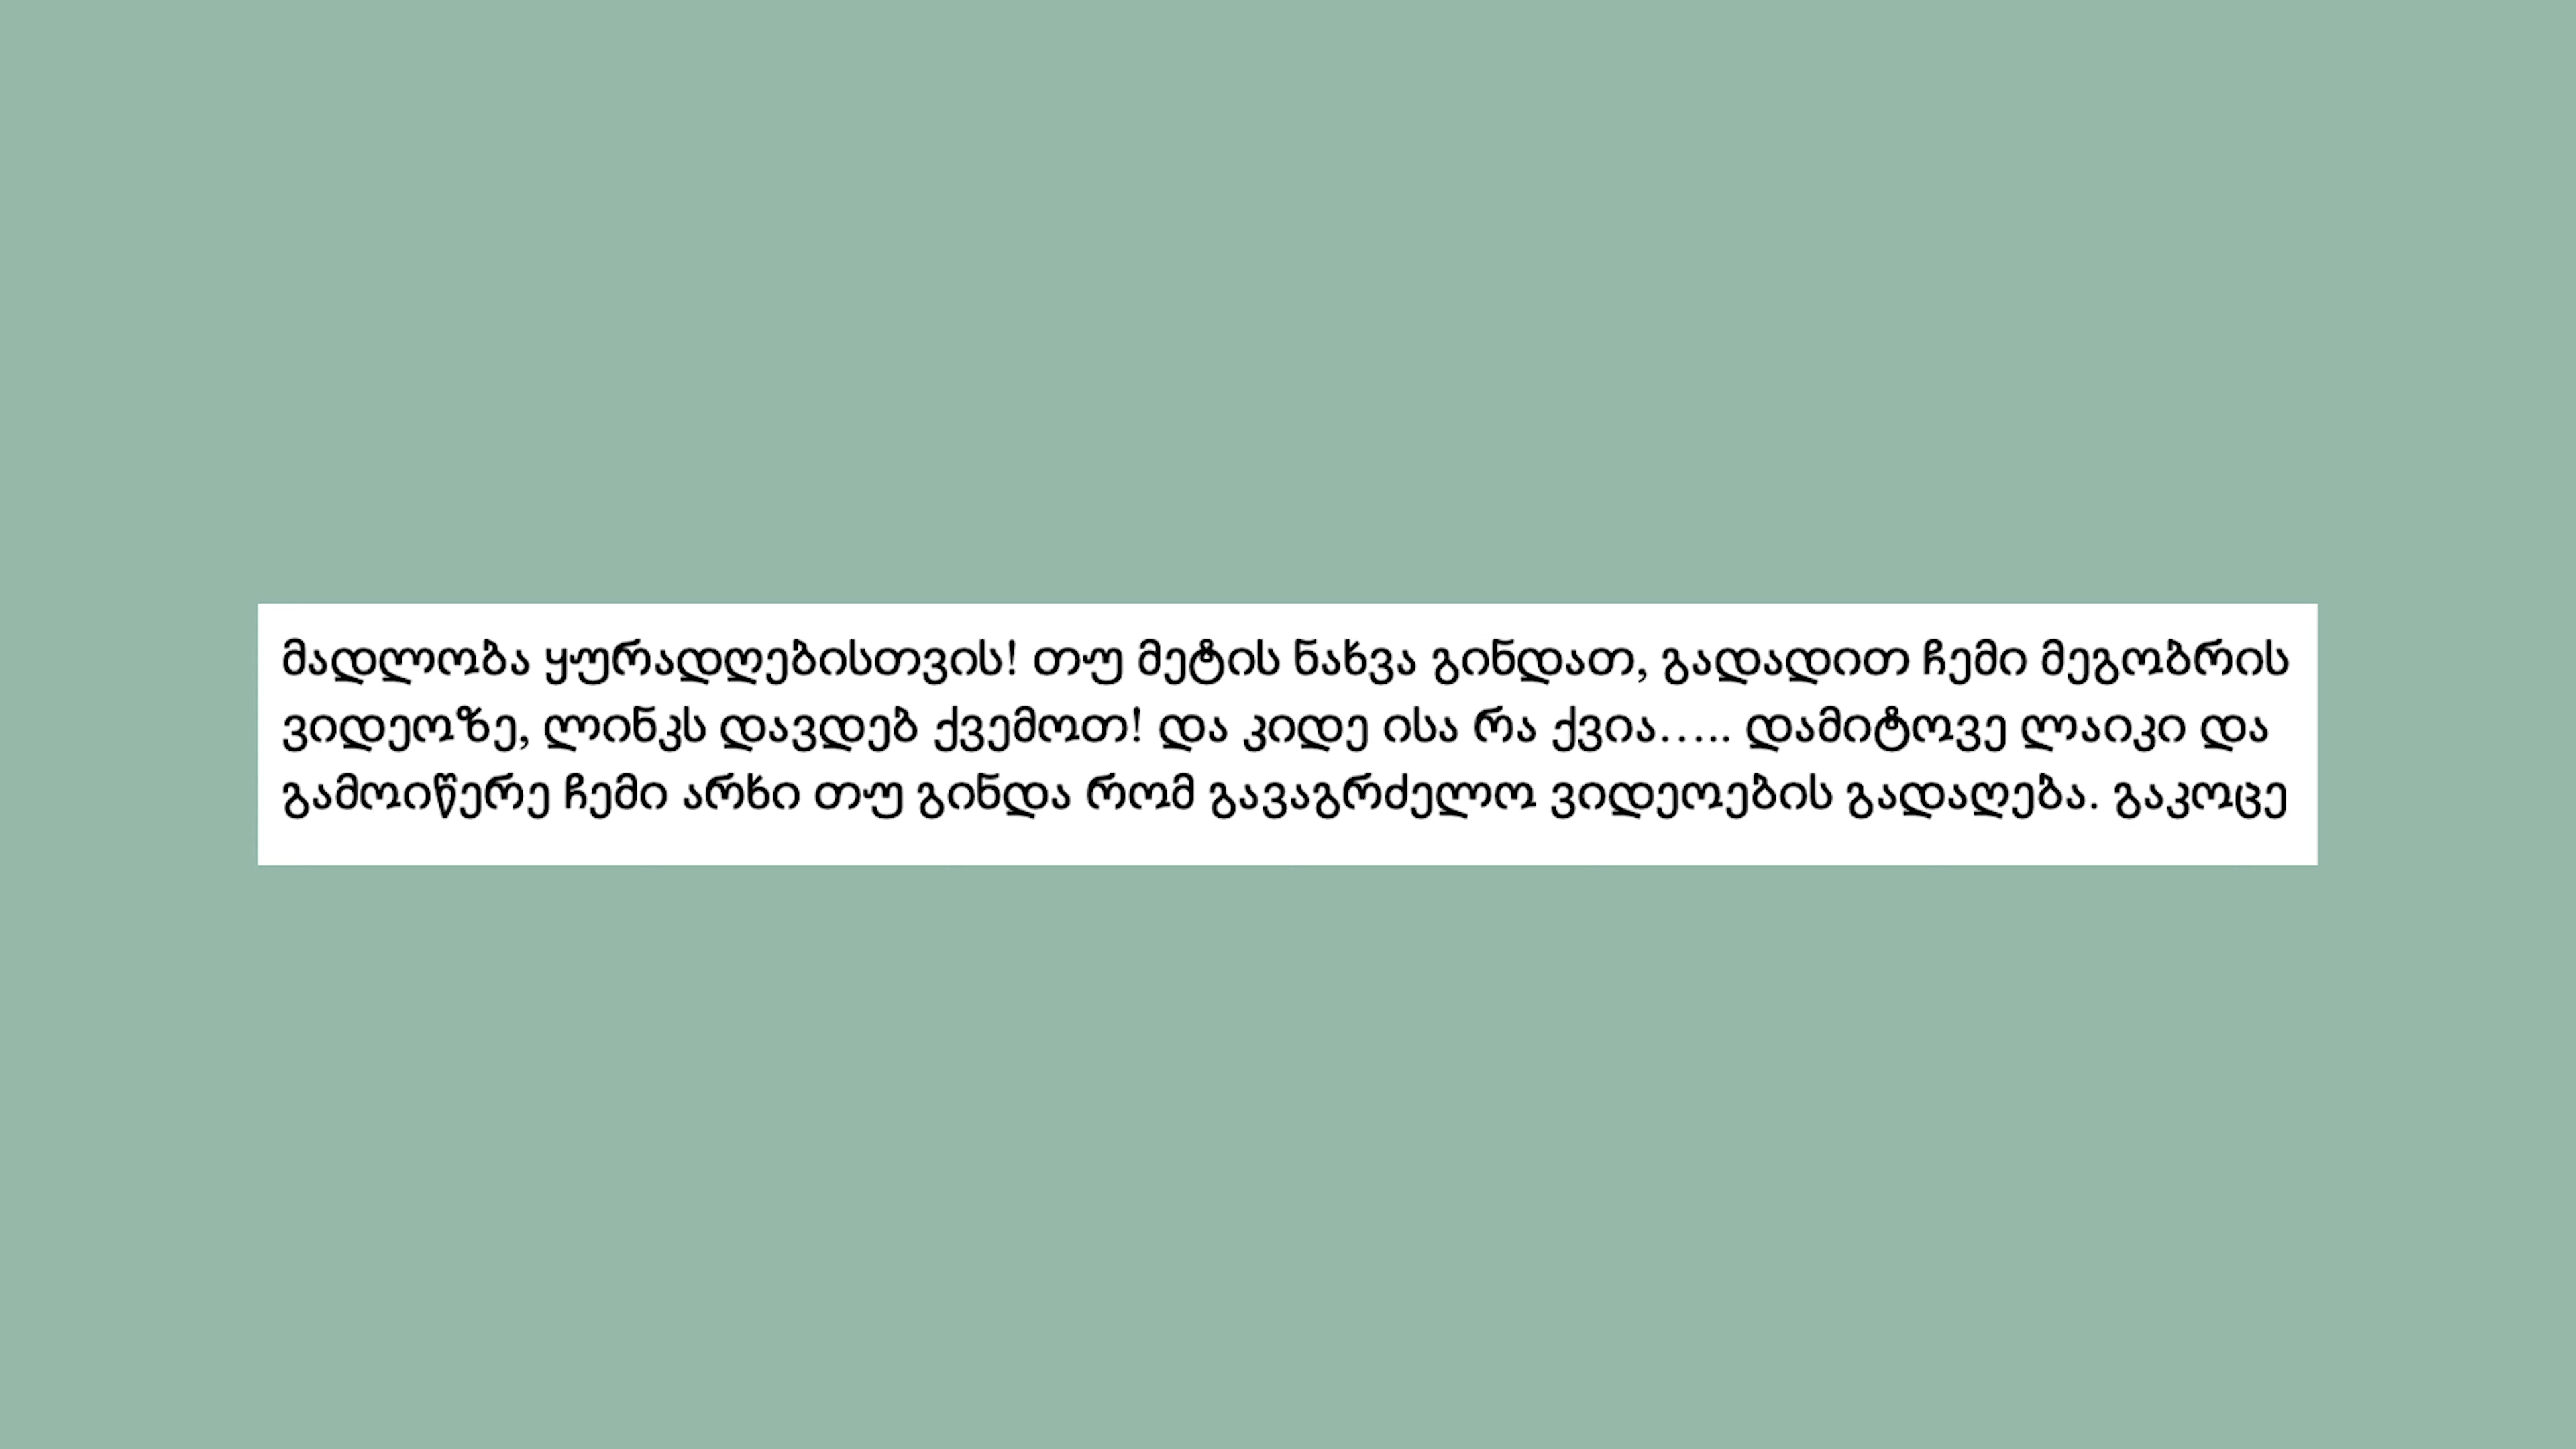 მადლობა ყურადღებისთვის! თუ მეტის ნახვა გინდათ, გადადით ჩემი მეგობრის
ვიდეოზე, ლინკს დავდებ ქვემოთ! და კიდე ისა რა ქვია….. დამიტოვე ლაიკი და
გამოიწერე ჩემი არხი თუ გინდა რომ გავაგრძელო ვიდეოების გადაღება. გაკოცე